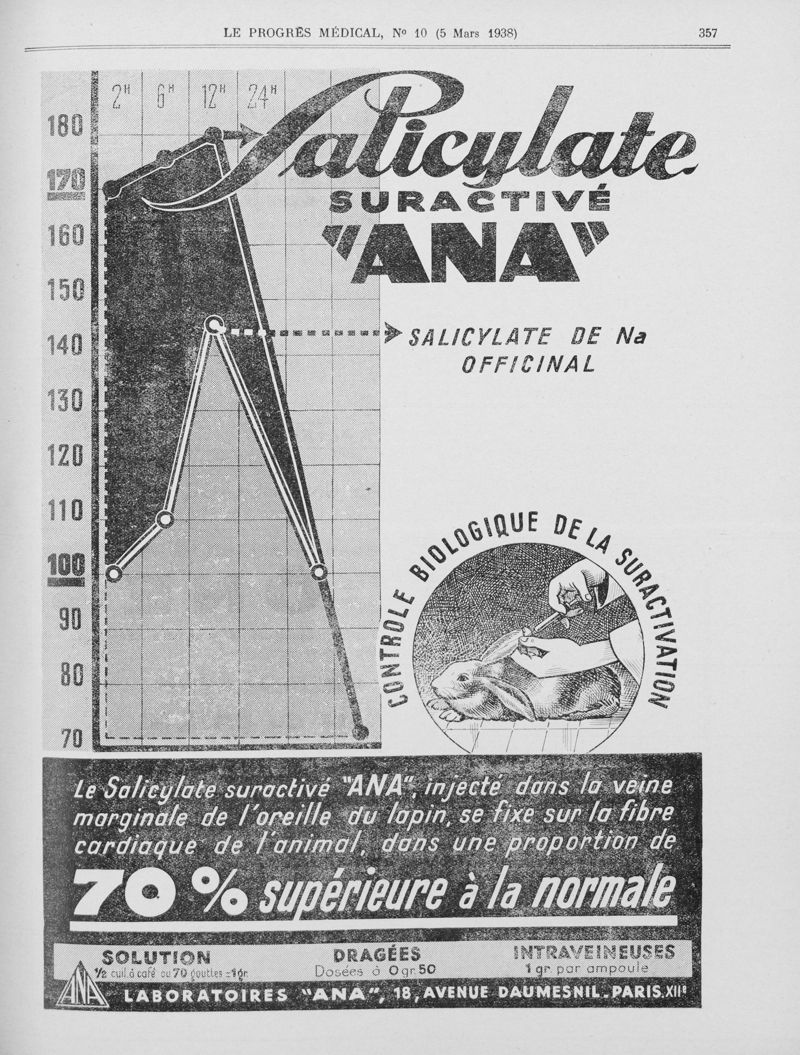 LE PROGRÈS MÉDICAL, Nº 10 (5 Mars 1938)
357
2H 6H 12H 24H
180
170
160
150
140
130
120
110
100
90
80
70
Salicylate
SURACTIVÉ
"ANA"
SALICYLATE DE Na
OFFICINAL
CONTROLE BIOLOGIQUE DE LA SURACTIVATION
Le Salicylate suractivé "ANA", injecté dans la veine
marginale de l'oreille du lapin, se fixe sur la fibre
cardiaque de l'animal, dans une proportion de
70 % supérieure à la normale
SOLUTION
½ cuil. à café ou 70 gouttes = 1 gr.
DRAGÉES
Dosées à 0 gr. 50
INTRAVEINEUSES
1 gr. par ampoule
ANA
LABORATOIRES "ANA", 18, AVENUE DAUMESNIL. PARIS. XIIe